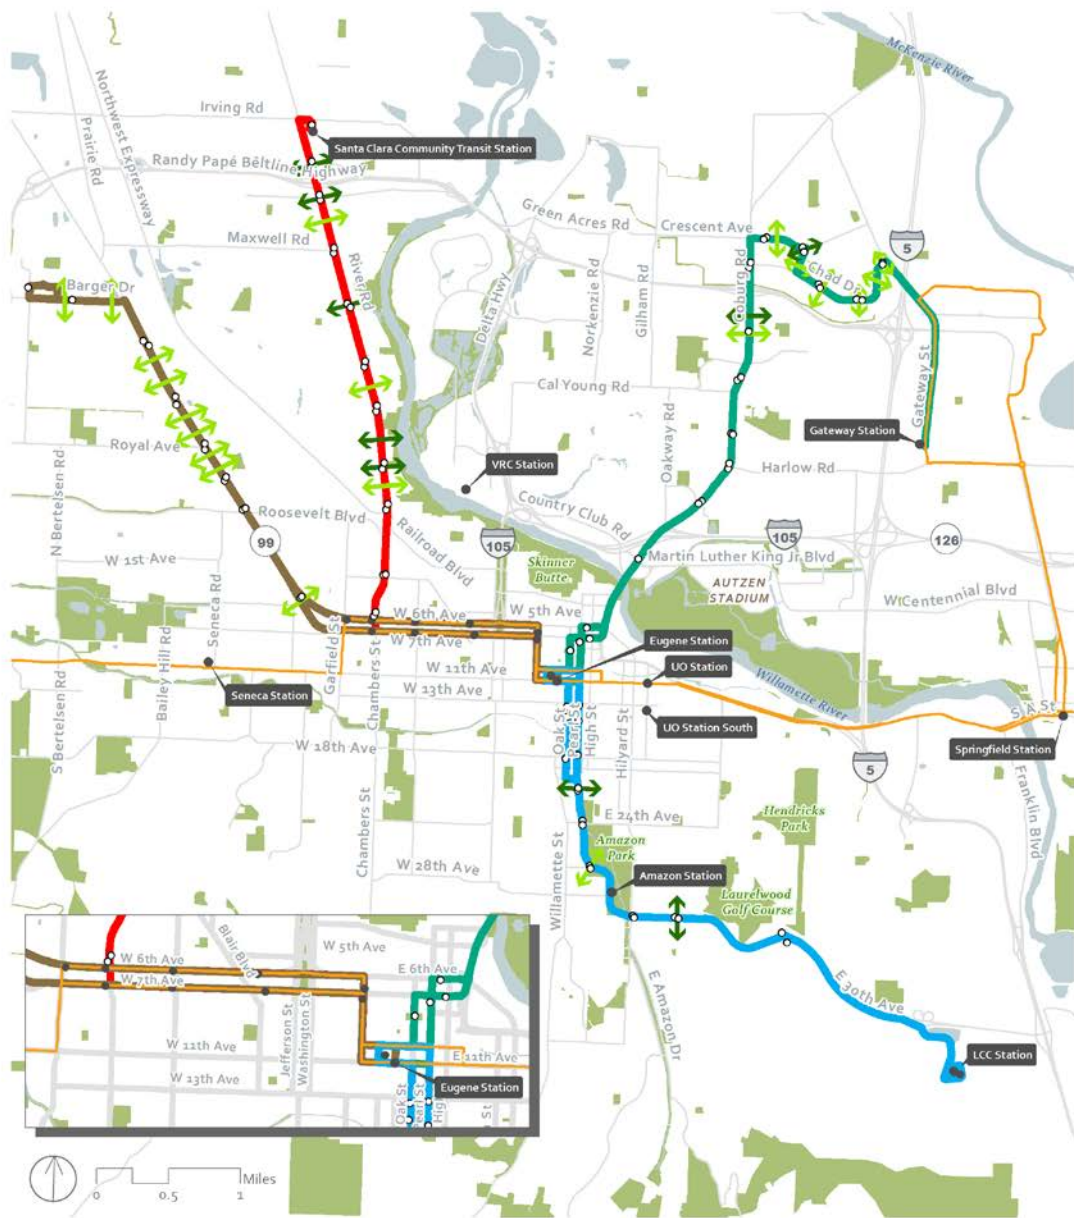 McKenzie River
Irving Rd
Santa Clara Community Transit Station
Northwest Expressway
Prairie Rd
Randy Papé Beltline Highway
Green Acres Rd
Crescent Ave
5
Maxwell Rd
River Rd
Delta Hwy
Norkenzie Rd
Gilham Rd
Coburg Rd
Chad Dr
Barger Dr
Gateway St
Cal Young Rd
Oakway Rd
Gateway Station
Royal Ave
N Bertelsen Rd
VRC Station
Harlow Rd
Roosevelt Blvd
Railroad Blvd
Country Club Rd
99
105
105
126
W 1st Ave
Skinner
Butte
Martin Luther King Jr Blvd
AUTZEN
STADIUM
W Centennial Blvd
Seneca Rd
W 5th Ave
W 6th Ave
W 7th Ave
Garfield St
Chambers St
Bailey Hill Rd
Eugene Station
W 11th Ave
UO Station
W 13th Ave
Willamette River
Seneca Station
S Bertelsen Rd
Oak St
Pearl St
High St
Hilyard St
UO Station South
S A St
Springfield Station
W 18th Ave
5
Franklin Blvd
Chambers St
E 24th Ave
Hendricks
Park
Willamette St
Amazon
Park
W 28th Ave
Amazon Station
Laurelwood
Golf Course
E Amazon Dr
E 30th Ave
LCC Station
Blair Blvd
W 5th Ave
W 6th Ave
E 6th Ave
W 7th Ave
Jefferson St
Washington St
W 11th Ave
E 11th Ave
W 13th Ave
Eugene Station
Oak St
Pearl St
Miles
0
0.5
1